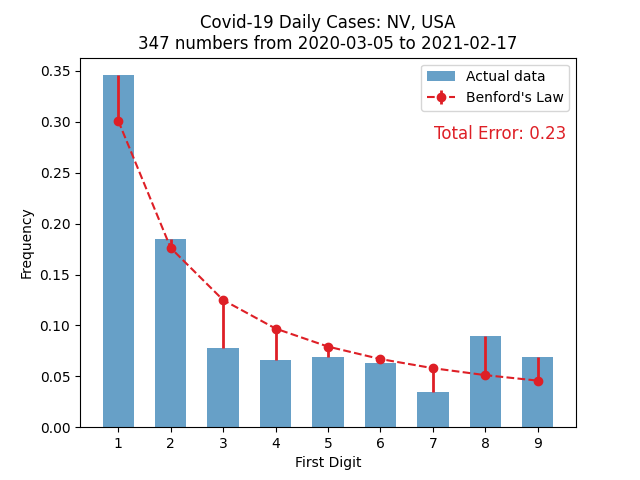 Covid-19 Daily Cases: NV, USA
347 numbers from 2020-03-05 to 2021-02-17
Actual data
Benford's Law
Total Error: 0.23
Frequency
0.35
0.30
0.25
0.20
0.15
0.10
0.05
0.00
1 2 3 4 5 6 7 8 9
First Digit